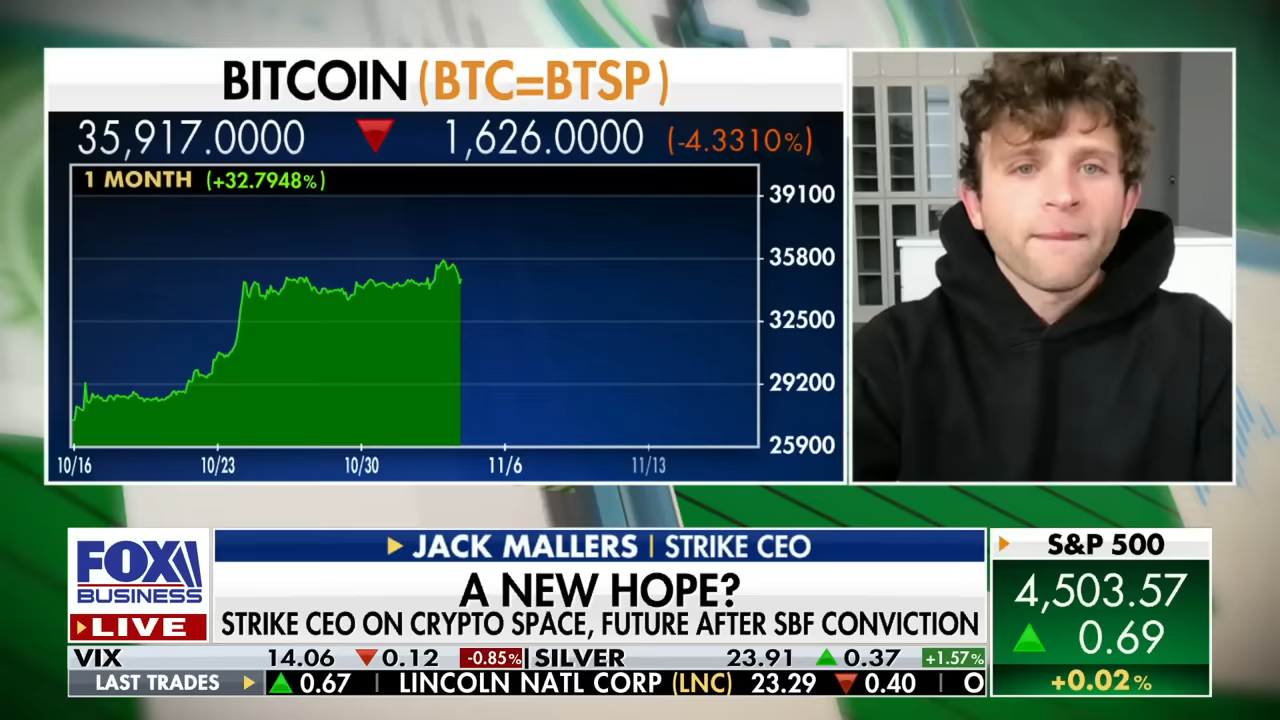 BITCOIN (BTC=BTSP )
35,917.0000 ▼ 1,626.0000 (-4.3310%)
1 MONTH (+32.7948%)
39100
35800
32500
29200
25900
10/16 10/23 10/30 11/6 11/13
JACK MALLERS | STRIKE CEO
A NEW HOPE?
STRIKE CEO ON CRYPTO SPACE, FUTURE AFTER SBF CONVICTION
FOX
BUSINESS
LIVE
S&P 500
4,503.57
▲ 0.69
+0.02%
VIX 14.06 ▼ 0.12 -0.85% SILVER 23.91 ▲ 0.37 +1.57%
LAST TRADES ▲ 0.67 | LINCOLN NATL CORP (LNC) 23.29 ▼ 0.40 | O